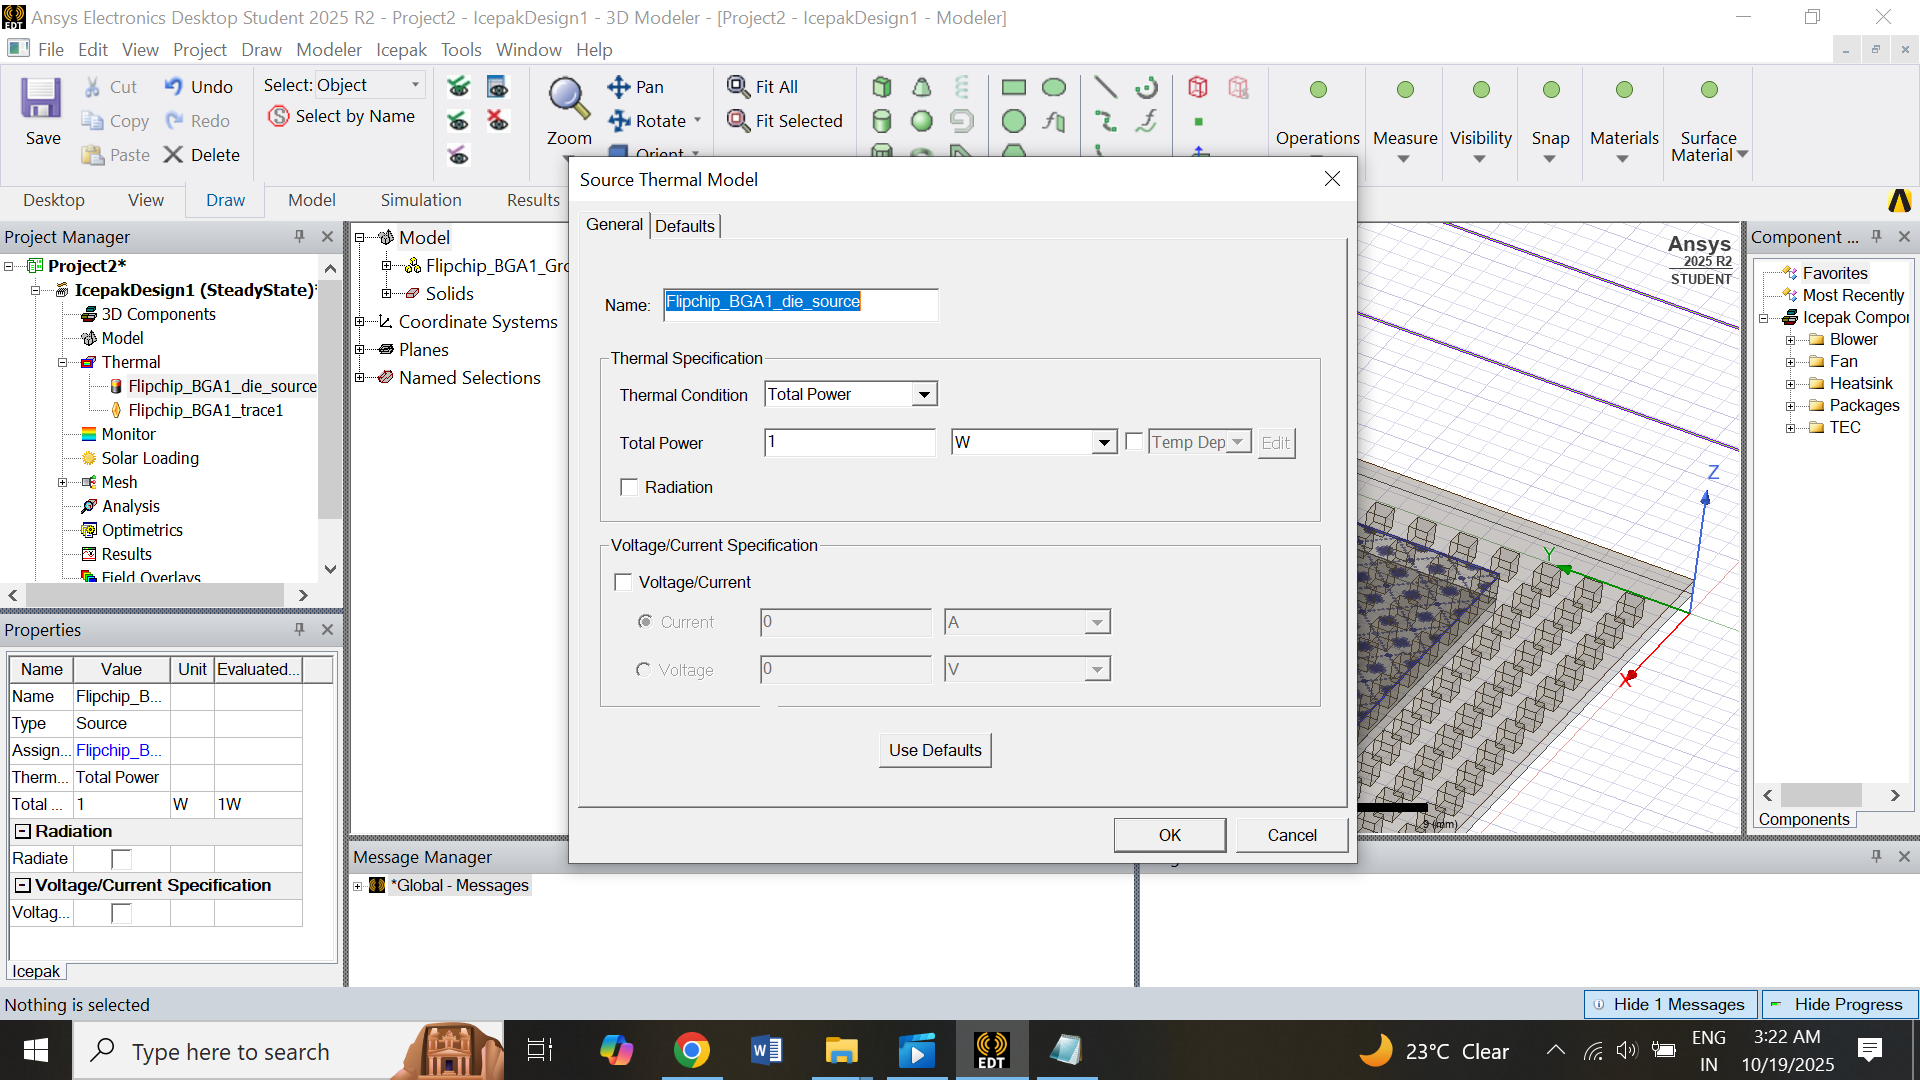 Ansys Electronics Desktop Student 2025 R2 - Project2 - IcepakDesign1 - 3D Modeler - [Project2 - IcepakDesign1 - Modeler]
File Edit View Project Draw Modeler Icepak Tools Window Help
Save
Cut
Copy
Paste
Undo
Redo
Delete
Select: Object
Select by Name
Zoom
Pan
Rotate
Orient
Fit All
Fit Selected
Operations
Measure
Visibility
Snap
Materials
Surface
Material
Desktop View Draw Model Simulation Results
Project Manager
Project2*
IcepakDesign1 (SteadyState)*
3D Components
Model
Thermal
Flipchip_BGA1_die_source
Flipchip_BGA1_trace1
Monitor
Solar Loading
Mesh
Analysis
Optimetrics
Results
Field Overlays
Properties
Name Value Unit Evaluated...
Name Flipchip_B...
Type Source
Assign... Flipchip_B...
Therm... Total Power
Total ... 1 W 1W
Radiation
Radiate
Voltage/Current Specification
Voltag...
Icepak
Model
Flipchip_BGA1_Gro
Solids
Coordinate Systems
Planes
Named Selections
Source Thermal Model
General Defaults
Name: Flipchip_BGA1_die_source
Thermal Specification
Thermal Condition Total Power
Total Power 1 W Temp Dep Edit
Radiation
Voltage/Current Specification
Voltage/Current
Current 0 A
Voltage 0 V
Use Defaults
OK Cancel
Ansys
2025 R2
STUDENT
Z
Y
X
9 (mm)
Component ...
Favorites
Most Recently
Icepak Compor
Blower
Fan
Heatsink
Packages
TEC
Components
Message Manager
*Global - Messages
Nothing is selected
Hide 1 Messages
Hide Progress
Type here to search
EDT
23°C Clear
ENG
IN
3:22 AM
10/19/2025